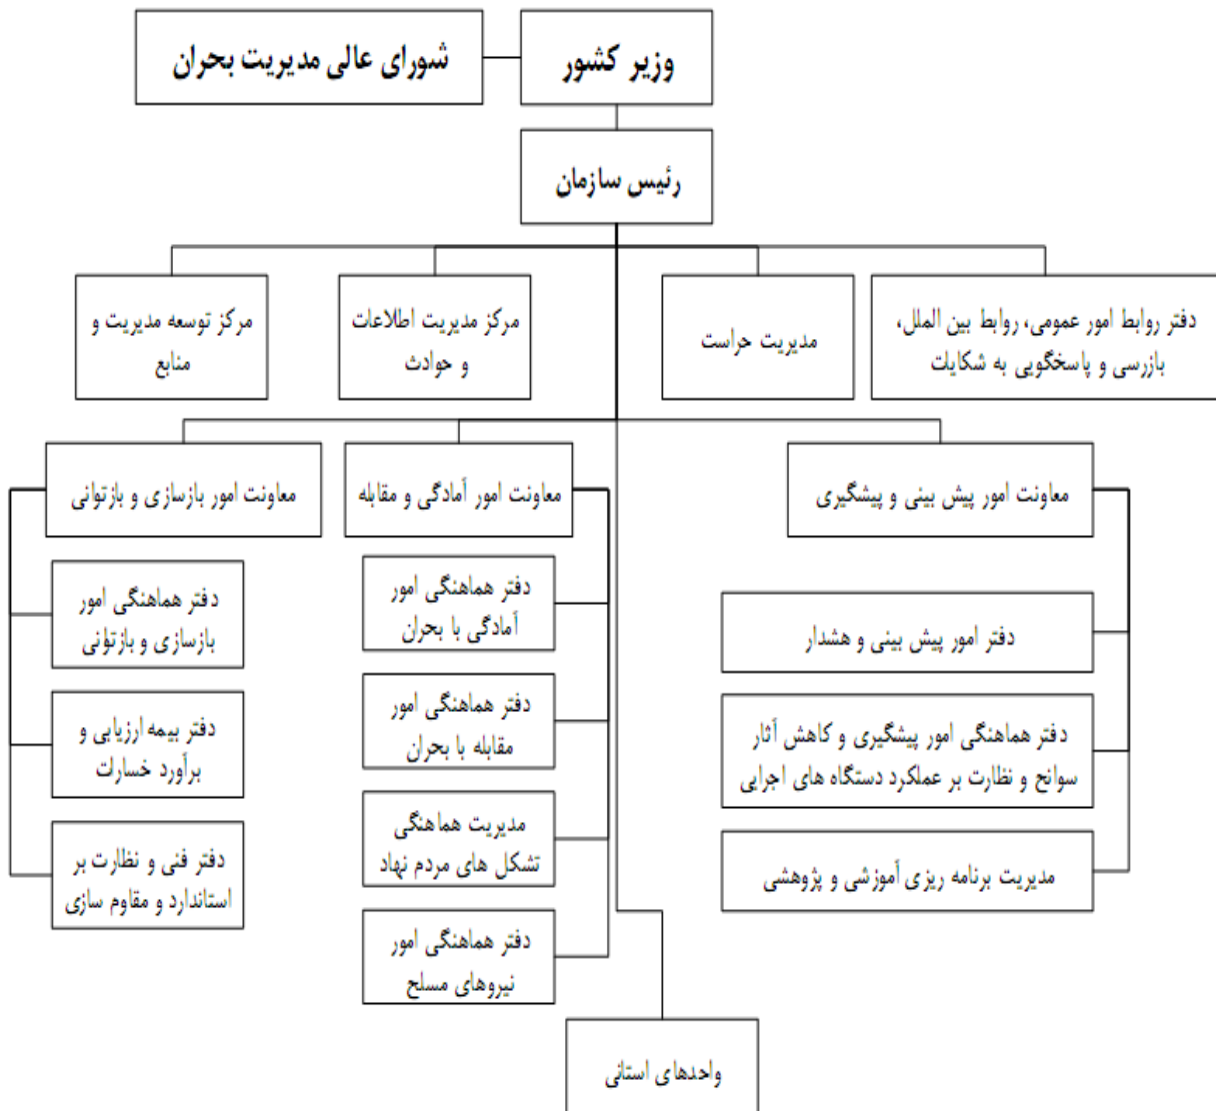 وزیر کشور
شورای عالی مدیریت بحران
رئیس سازمان
دفتر روابط امور عمومی، روابط بین الملل،
بازرسی و پاسخگویی به شکایات
مدیریت حراست
مرکز مدیریت اطلاعات
و حوادث
مرکز توسعه مدیریت و
منابع
معاونت امور پیش بینی و پیشگیری
معاونت امور آمادگی و مقابله
معاونت امور بازسازی و بازتوانی
دفتر امور پیش بینی و هشدار
دفتر هماهنگی امور پیشگیری و کاهش آثار
سوانح و نظارت بر عملکرد دستگاه های اجرایی
مدیریت برنامه ریزی آموزشی و پژوهشی
دفتر هماهنگی امور
آمادگی با بحران
دفتر هماهنگی امور
مقابله با بحران
مدیریت هماهنگی
تشکل های مردم نهاد
دفتر هماهنگی امور
نیروهای مسلح
دفتر هماهنگی امور
بازسازی و بازتوانی
دفتر بیمه ارزیابی و
برآورد خسارات
دفتر فنی و نظارت بر
استاندارد و مقاوم سازی
واحدهای استانی